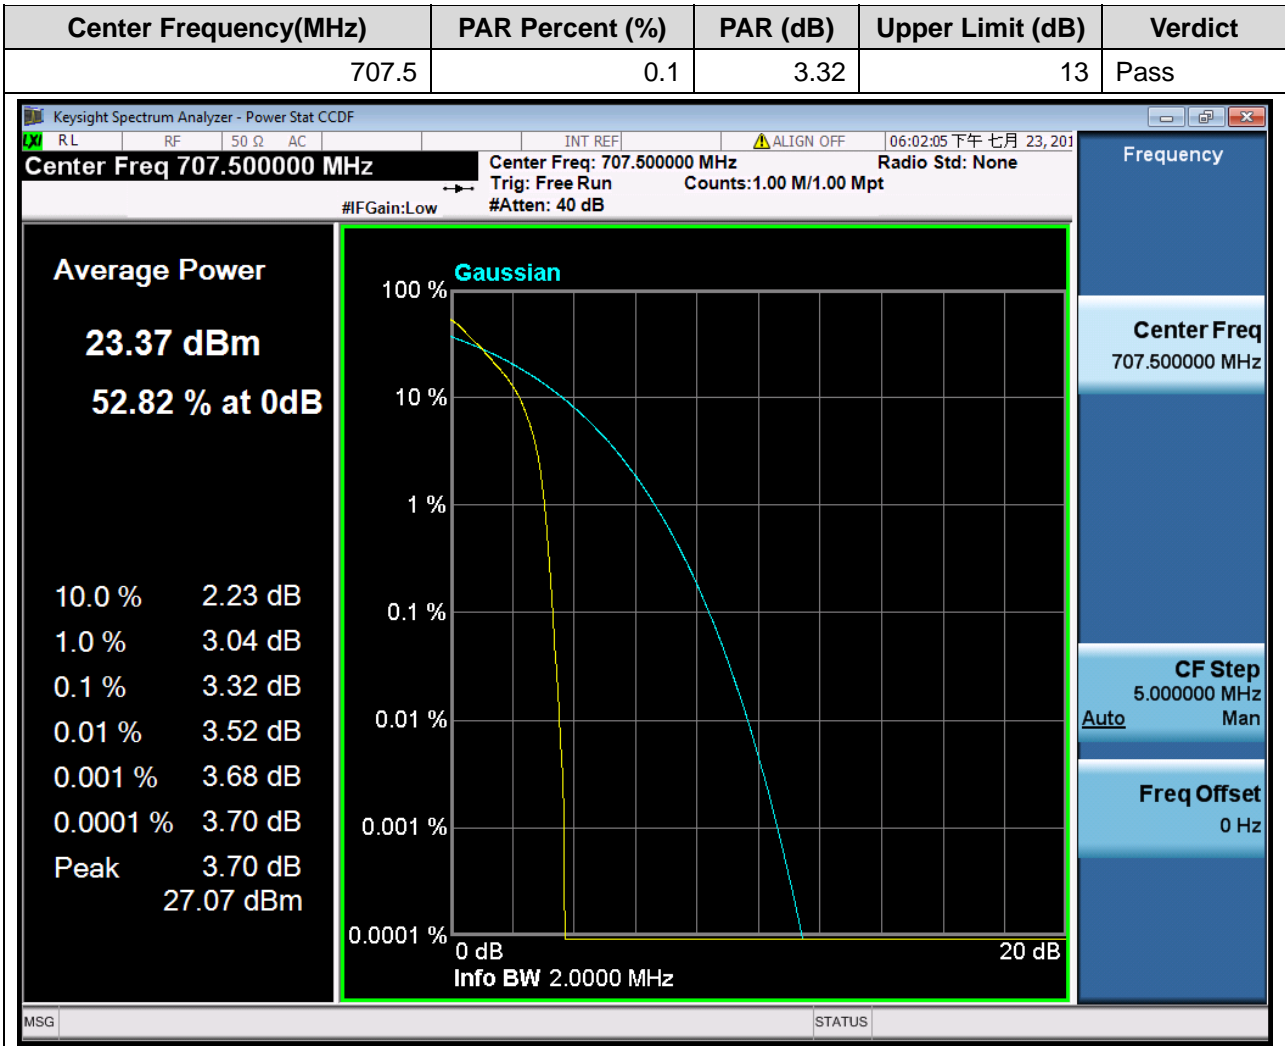 Center Frequency(MHz) PAR Percent (%) PAR (dB) Upper Limit (dB) Verdict
707.5 0.1 3.32 13 Pass
Keysight Spectrum Analyzer - Power Stat CCDF
LXI RL RF 50 Ω AC INT REF ALIGN OFF 06:02:05 下午 七月 23, 201
Center Freq 707.500000 MHz
Center Freq: 707.500000 MHz Radio Std: None
Trig: Free Run Counts:1.00 M/1.00 Mpt
#IFGain:Low #Atten: 40 dB
Average Power
23.37 dBm
52.82 % at 0dB
10.0 % 2.23 dB
1.0 % 3.04 dB
0.1 % 3.32 dB
0.01 % 3.52 dB
0.001 % 3.68 dB
0.0001 % 3.70 dB
Peak 3.70 dB
27.07 dBm
Gaussian
100 %
10 %
1 %
0.1 %
0.01 %
0.001 %
0.0001 %
0 dB 20 dB
Info BW 2.0000 MHz
Frequency
Center Freq
707.500000 MHz
CF Step
5.000000 MHz
Auto Man
Freq Offset
0 Hz
MSG STATUS